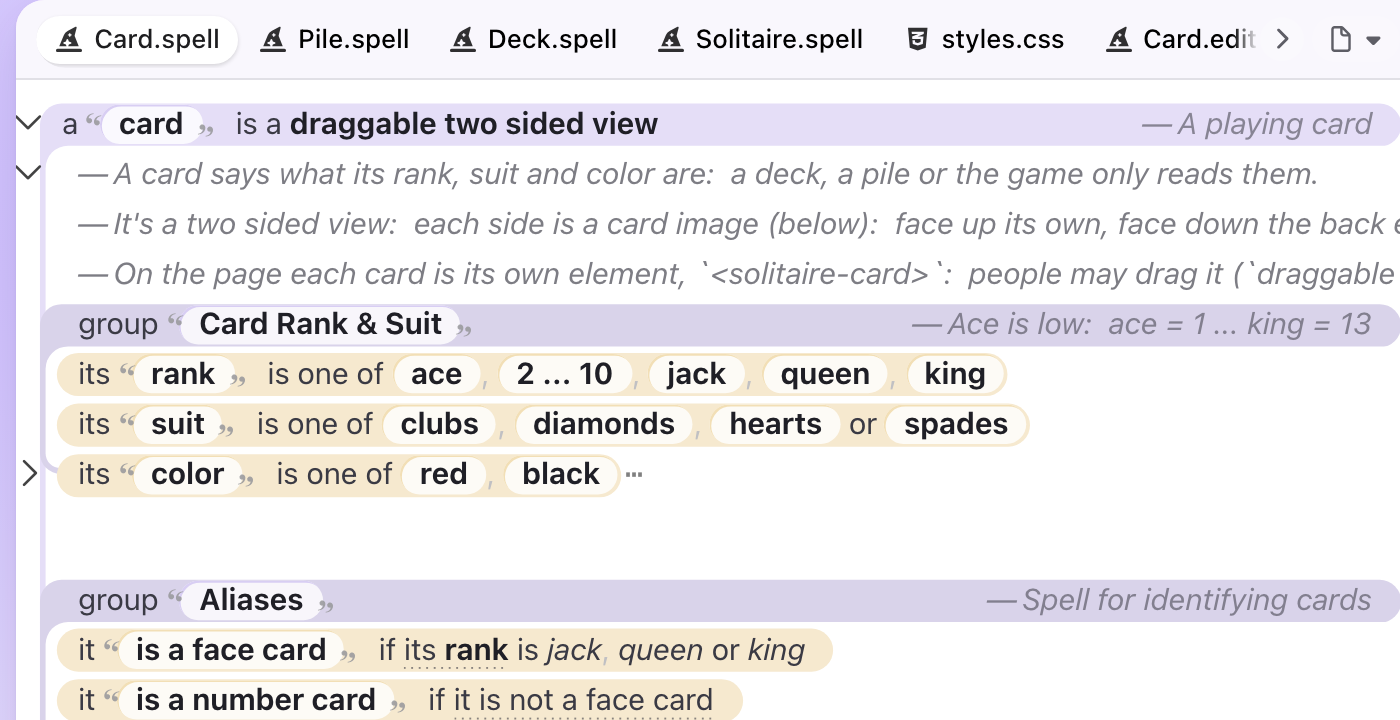 Card.spell Pile.spell Deck.spell Solitaire.spell styles.css Card.edit
a “ card ” is a draggable two sided view — A playing card
— A card says what its rank, suit and color are: a deck, a pile or the game only reads them.
— It's a two sided view: each side is a card image (below): face up its own, face down the back
— On the page each card is its own element, `<solitaire-card>`: people may drag it (`draggable
group “ Card Rank & Suit ” — Ace is low: ace = 1 ... king = 13
its “ rank ” is one of ace , 2 ... 10 , jack , queen , king
its “ suit ” is one of clubs , diamonds , hearts or spades
its “ color ” is one of red , black ...
group “ Aliases ” — Spell for identifying cards
it “ is a face card ” if its rank is jack, queen or king
it “ is a number card ” if it is not a face card